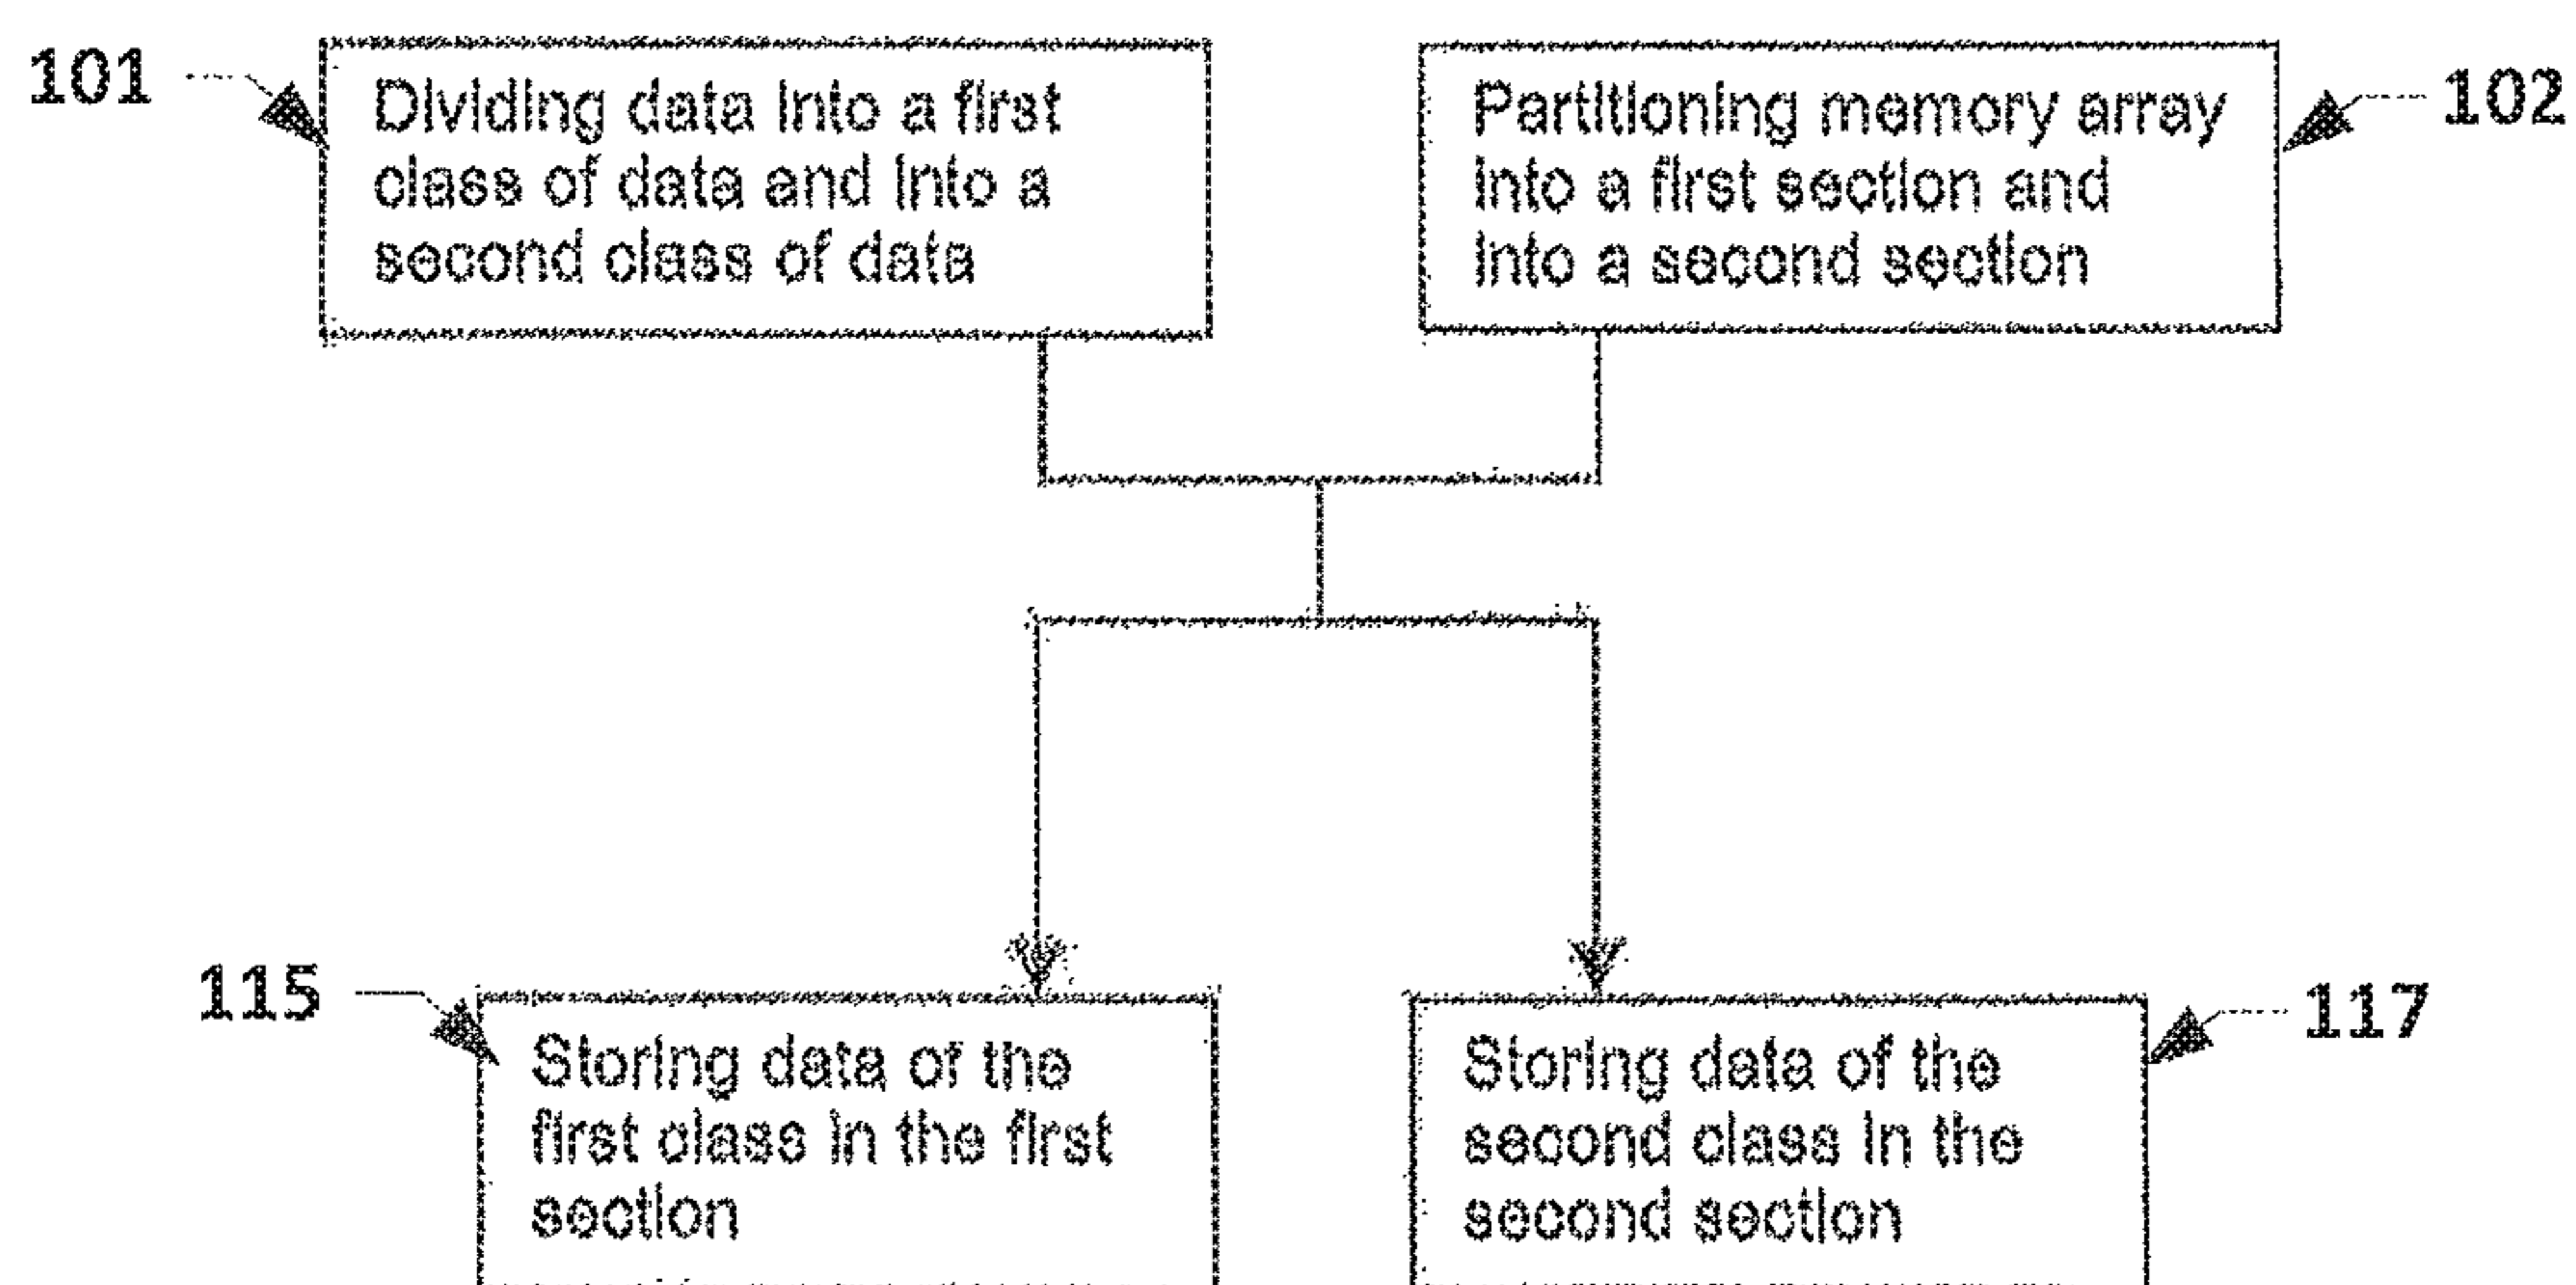 101
Dividing data into a first
class of data and into a
second class of data
Partitioning memory array
into a first section and
into a second section
102
115
Storing data of the
first class in the first
section
Storing data of the
second class in the
second section
117